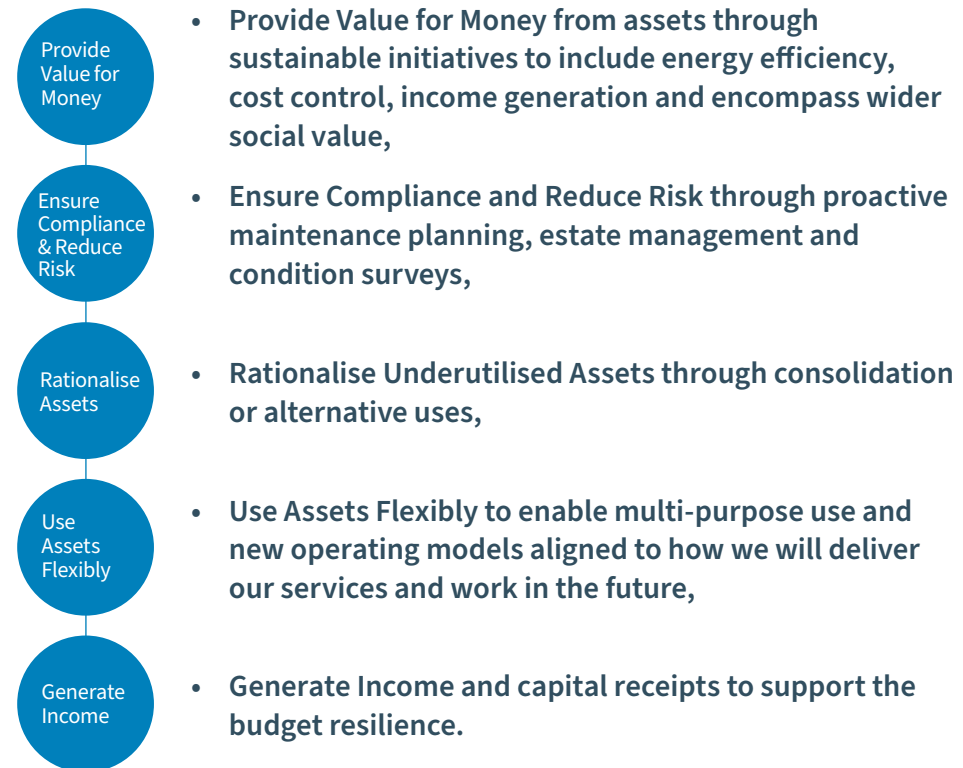 Provide
Value for
Money
• Provide Value for Money from assets through
sustainable initiatives to include energy efficiency,
cost control, income generation and encompass wider
social value,
Ensure
Compliance
& Reduce
Risk
• Ensure Compliance and Reduce Risk through proactive
maintenance planning, estate management and
condition surveys,
Rationalise
Assets
• Rationalise Underutilised Assets through consolidation
or alternative uses,
Use
Assets
Flexibly
• Use Assets Flexibly to enable multi-purpose use and
new operating models aligned to how we will deliver
our services and work in the future,
Generate
Income
• Generate Income and capital receipts to support the
budget resilience.